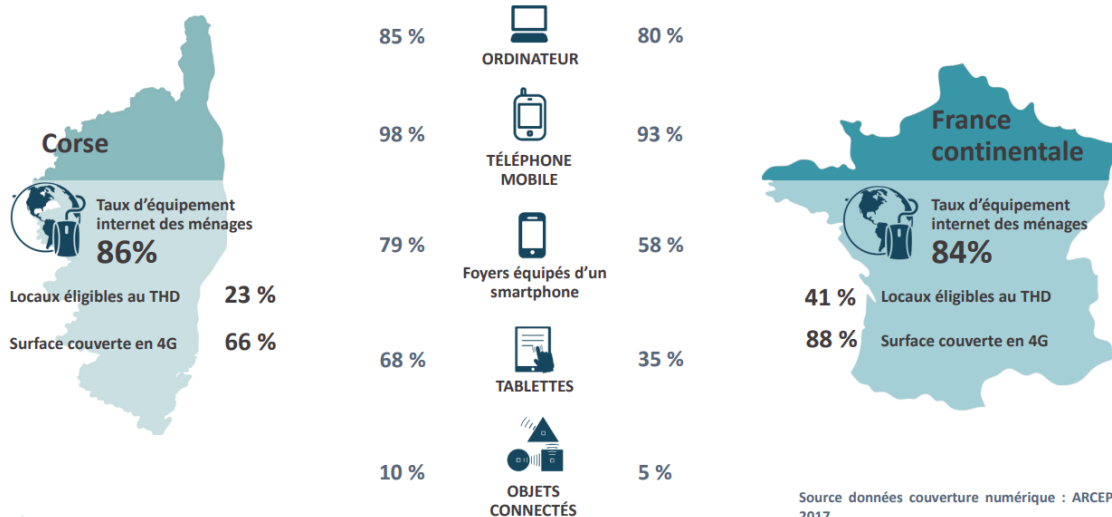 85 %
80 %
ORDINATEUR
Corse
98 %
93 %
France
continentale
TÉLÉPHONE
MOBILE
Taux d'équipement
internet des ménages
86%
79 %
58 %
Taux d'équipement
internet des ménages
84%
Foyers équipés d'un
smartphone
Locaux éligibles au THD 23 %
41 % Locaux éligibles au THD
Surface couverte en 4G 66 %
88 % Surface couverte en 4G
68 %
35 %
TABLETTES
10 %
5 %
OBJETS
CONNECTÉS
Source données couverture numérique : ARCEP
2017